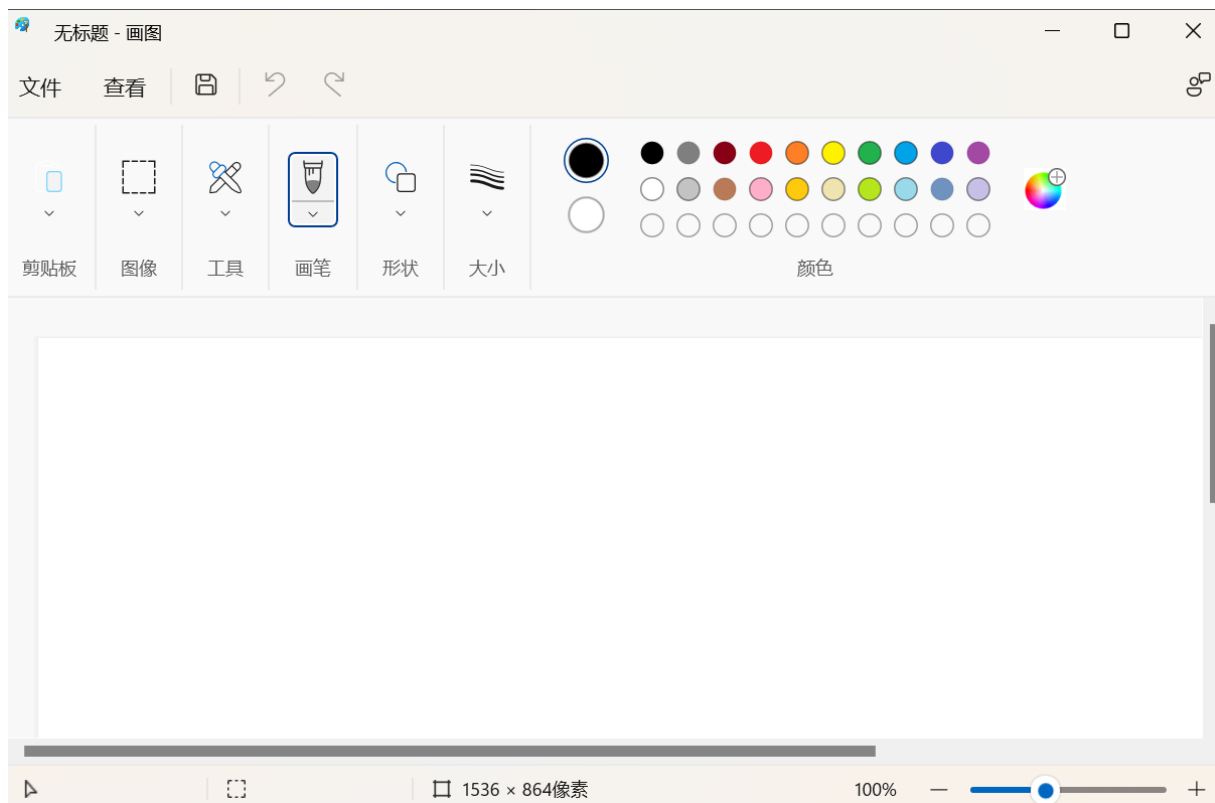 无标题 - 画图
文件 查看
剪贴板 图像 工具 画笔 形状 大小 颜色
1536 × 864像素 100%